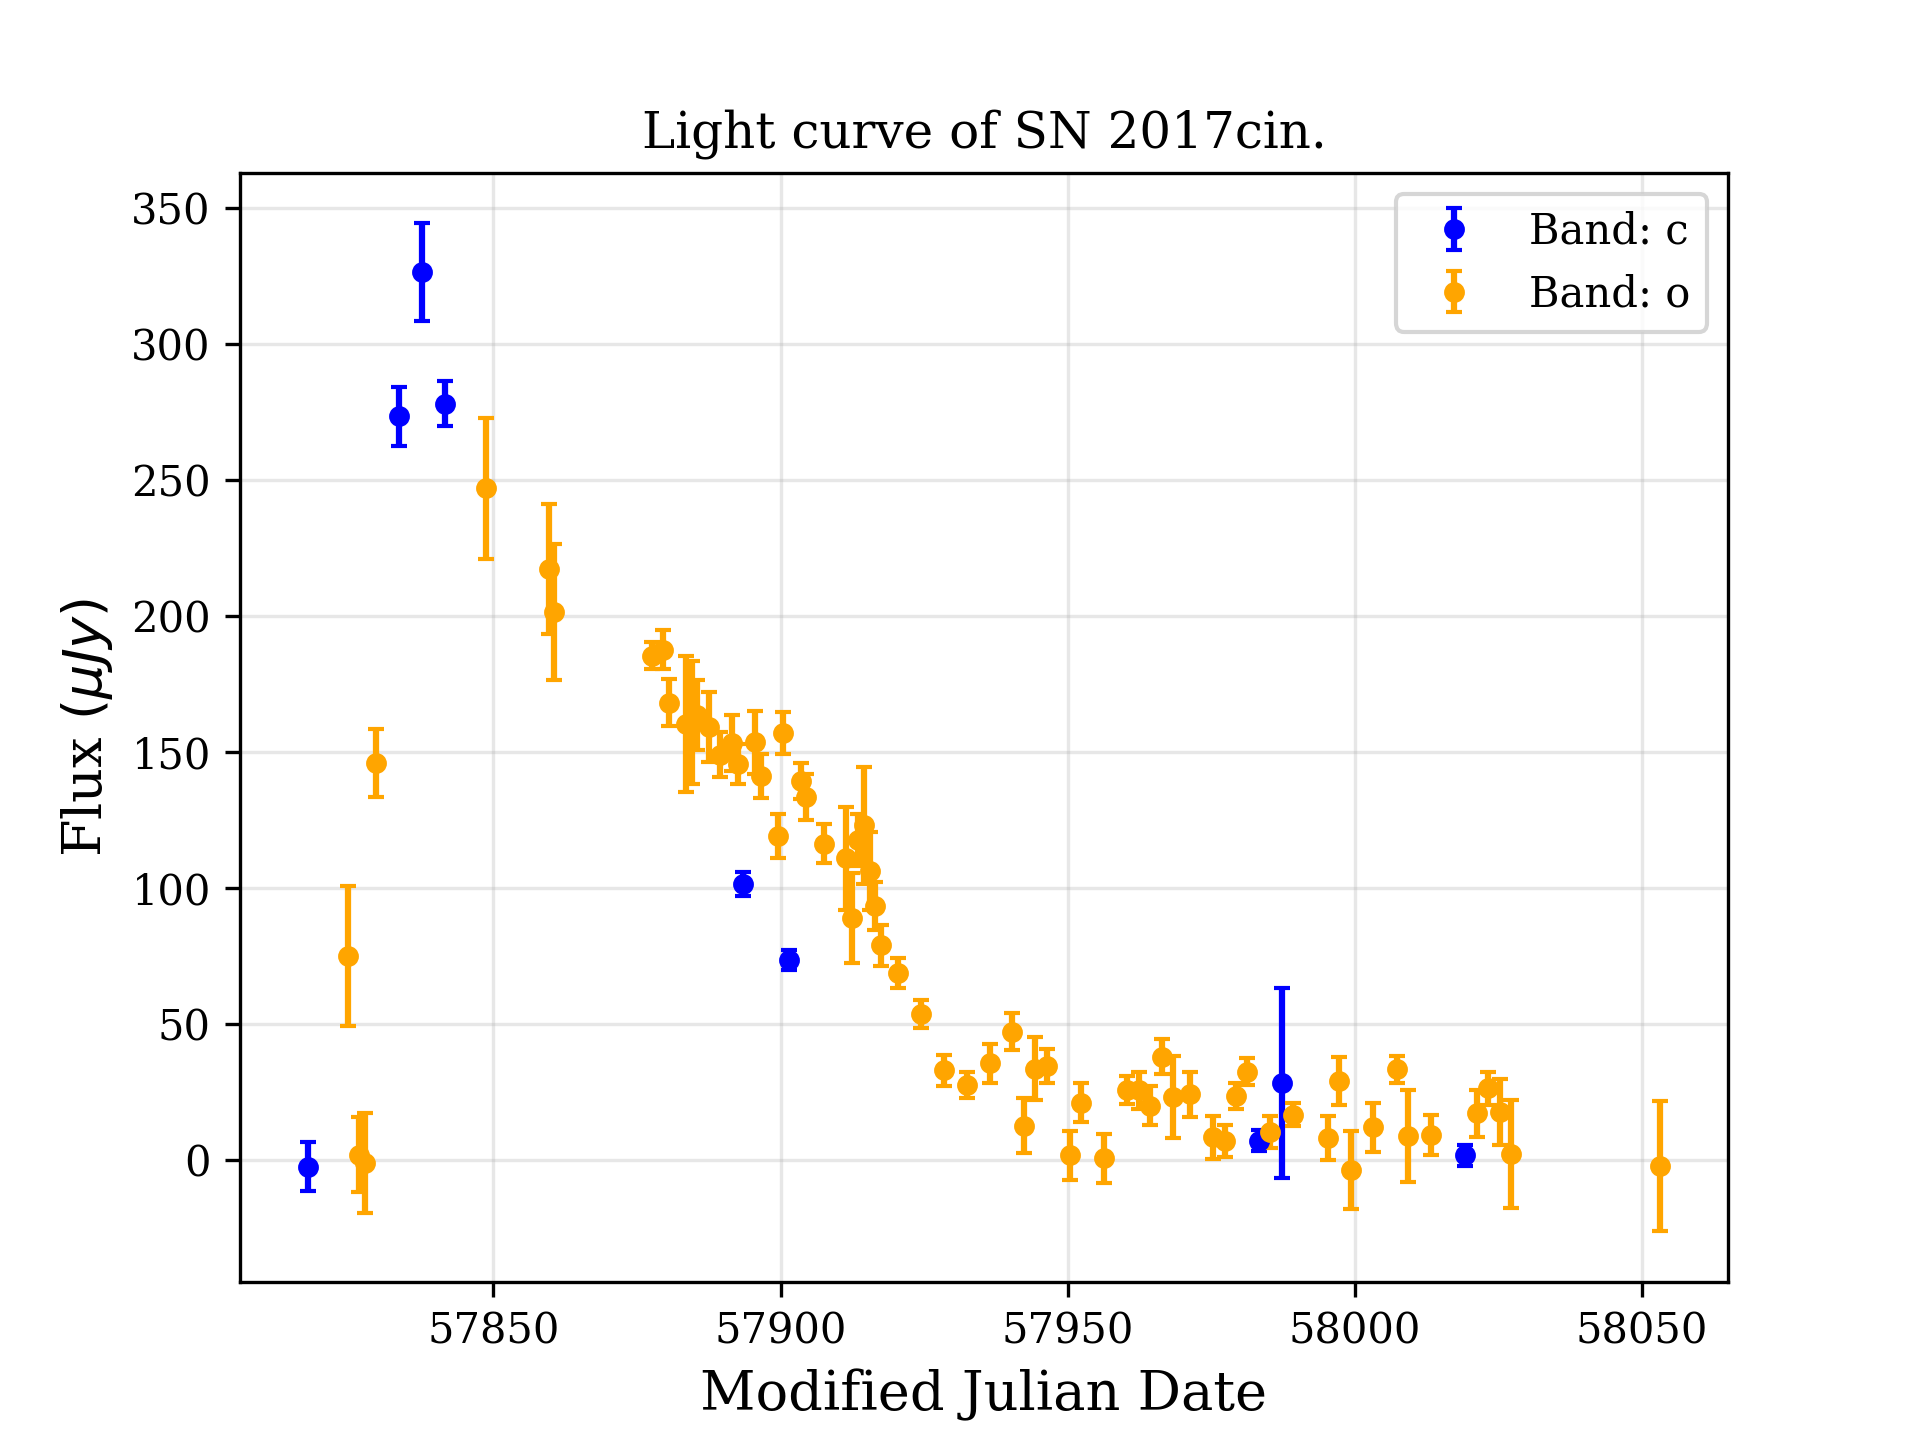 Light curve of SN 2017cin.
350
300
250
200
150
100
50
0
Flux (μJy)
Band: c
Band: o
57850
57900
57950
58000
58050
Modified Julian Date